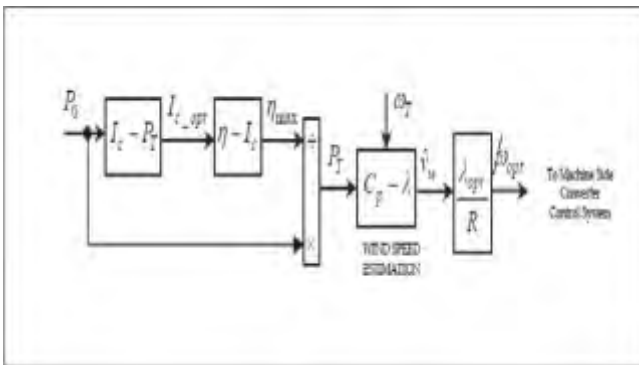 P_G
I_c - P_T
I_c_opt
η - I_c
η_max
÷
×
P_T
ω_T
C_p - λ
WIND SPEED
ESTIMATION
v̂_w
λ_opt
R
To Machine Side
Converter
Control System